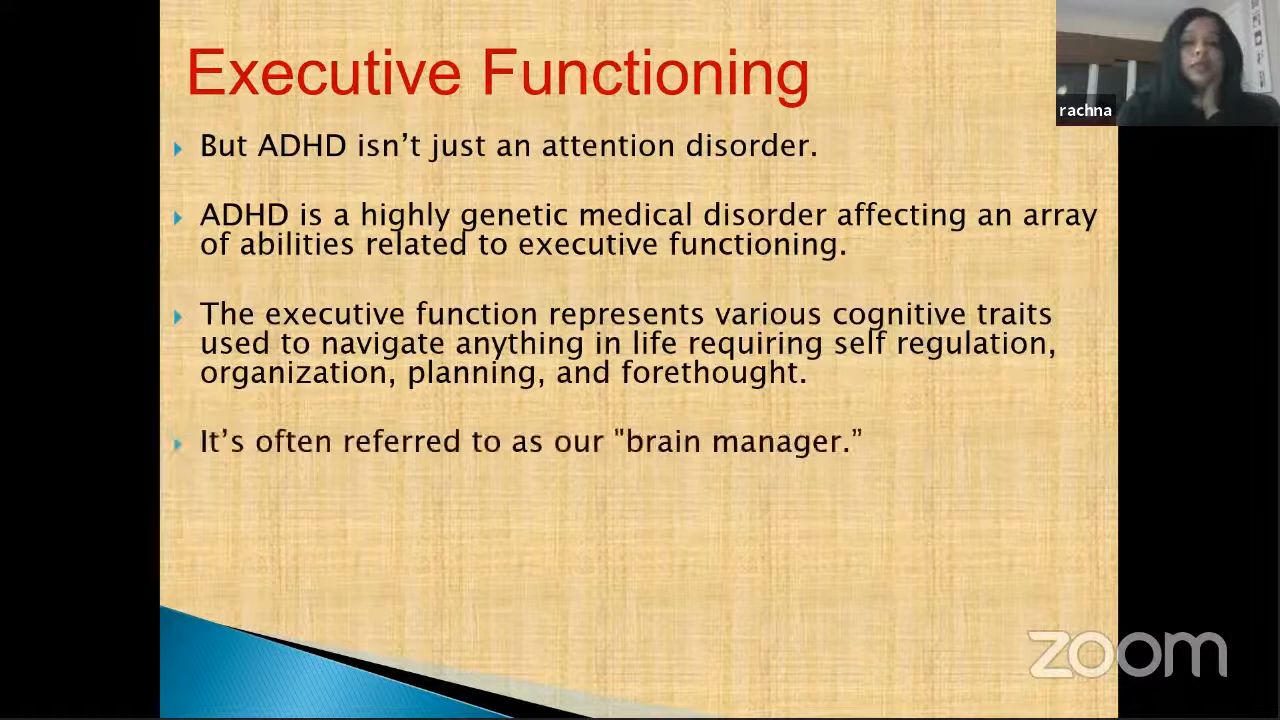 Executive Functioning
rachna
But ADHD isn’t just an attention disorder.
ADHD is a highly genetic medical disorder affecting an array
of abilities related to executive functioning.
The executive function represents various cognitive traits
used to navigate anything in life requiring self regulation,
organization, planning, and forethought.
It’s often referred to as our "brain manager.”
zoom